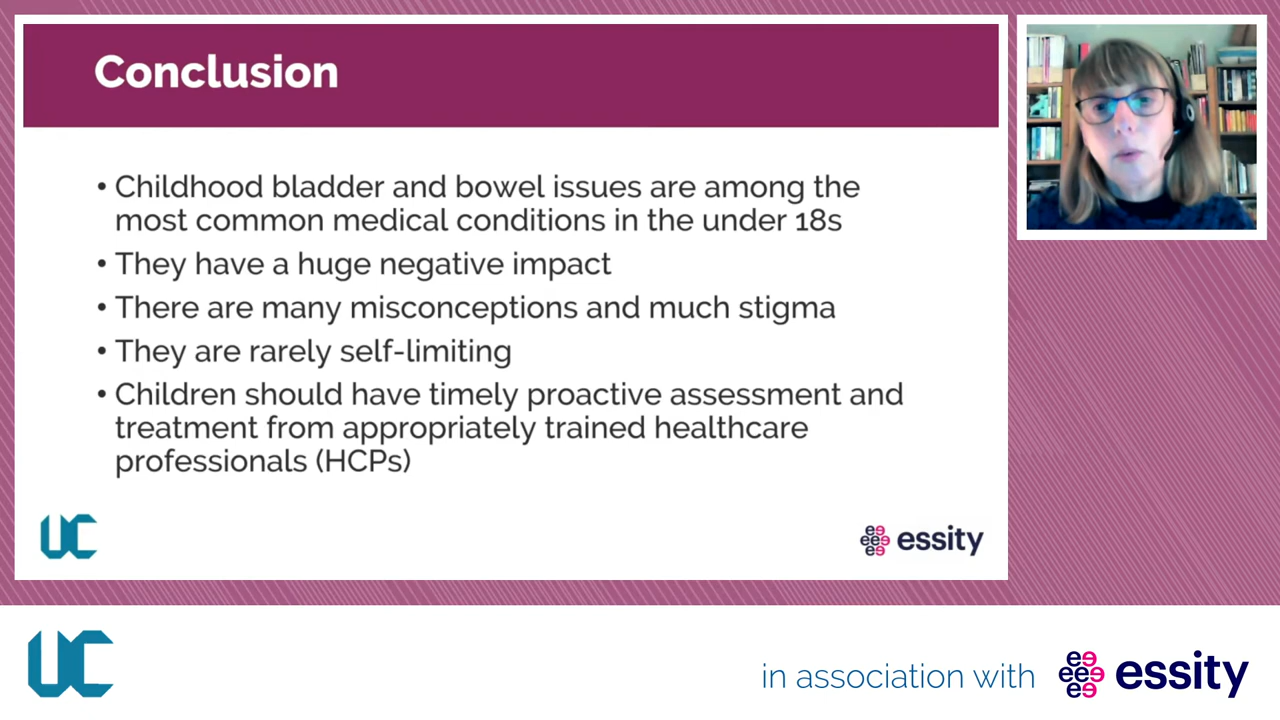 Conclusion
• Childhood bladder and bowel issues are among the
most common medical conditions in the under 18s
• They have a huge negative impact
• There are many misconceptions and much stigma
• They are rarely self-limiting
• Children should have timely proactive assessment and
treatment from appropriately trained healthcare
professionals (HCPs)
UC
essity
UC
in association with
essity